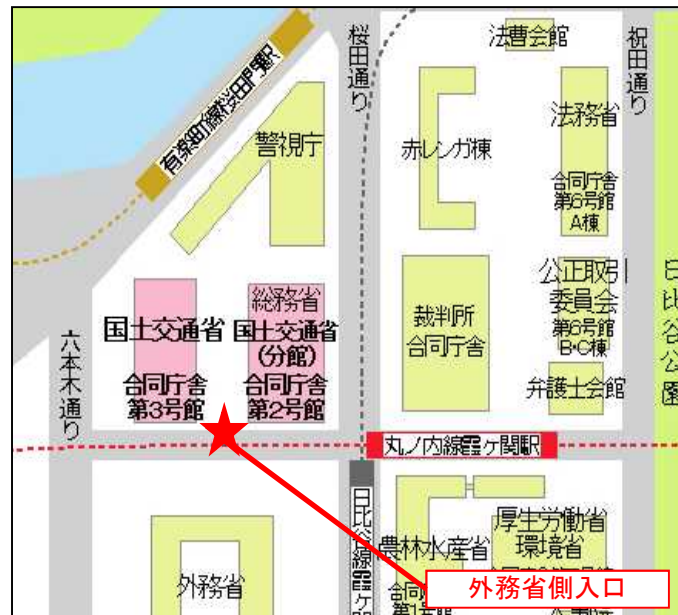 桜田通り
法曹会館
祝田通り
有楽町線桜田門駅
警視庁
赤レンガ棟
法務省
合同庁舎
第6号館
A棟
国土交通省
合同庁舎
第3号館
総務省
国土交通省
(分館)
合同庁舎
第2号館
裁判所
合同庁舎
公正取引
委員会
第6号館
B・C棟
弁護士会館
日比谷公園
六本木通り
丸ノ内線霞ヶ関駅
日比谷線霞ヶ
外務省
農林水産省
厚生労働省
環境省
外務省側入口